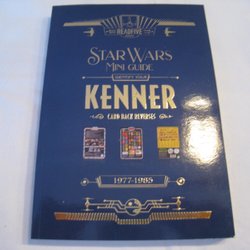 READFIVE
STAR WARS
MINI GUIDE
IDENTIFY YOUR
KENNER
CARD BACK REVERSES
1977-1985